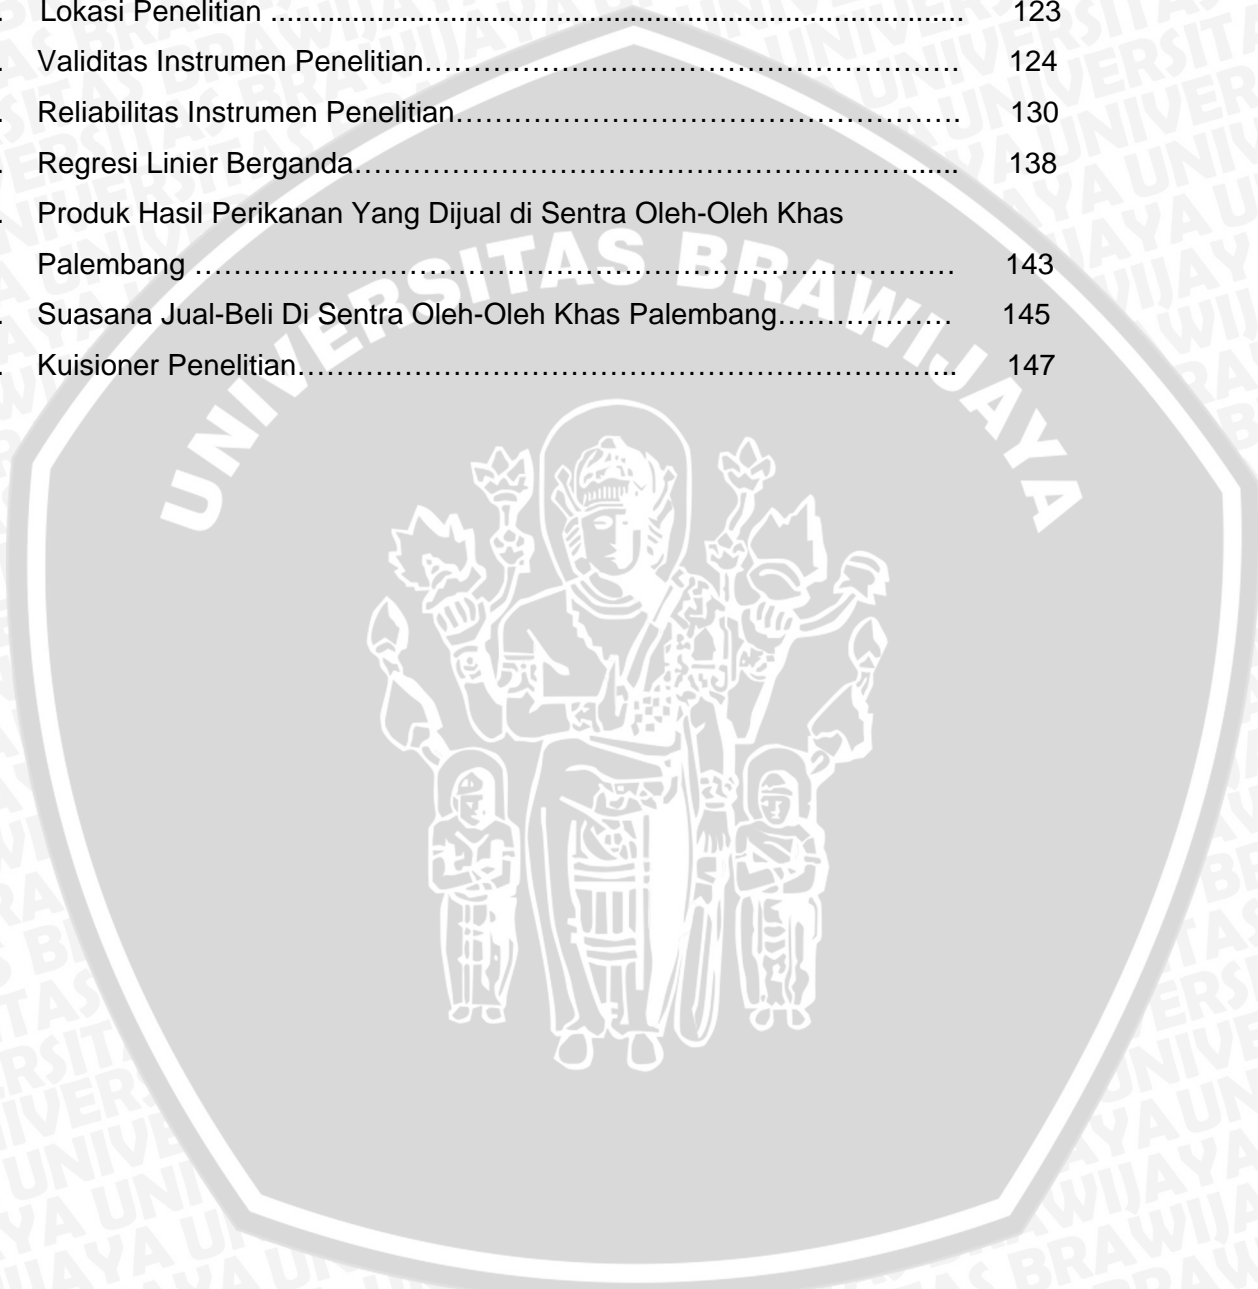 . Lokasi Penelitian ...................................................................................... 123
. Validitas Instrumen Penelitian………………………………………………………. 124
. Reliabilitas Instrumen Penelitian……………………………………………………. 130
. Regresi Linier Berganda…………………………………………………………...... 138
. Produk Hasil Perikanan Yang Dijual di Sentra Oleh-Oleh Khas
Palembang ………………………………………………………………………… 143
. Suasana Jual-Beli Di Sentra Oleh-Oleh Khas Palembang……………… 145
. Kuisioner Penelitian…………………………………………………………………….. 147
UNIVERSITAS BRAWIJAYA